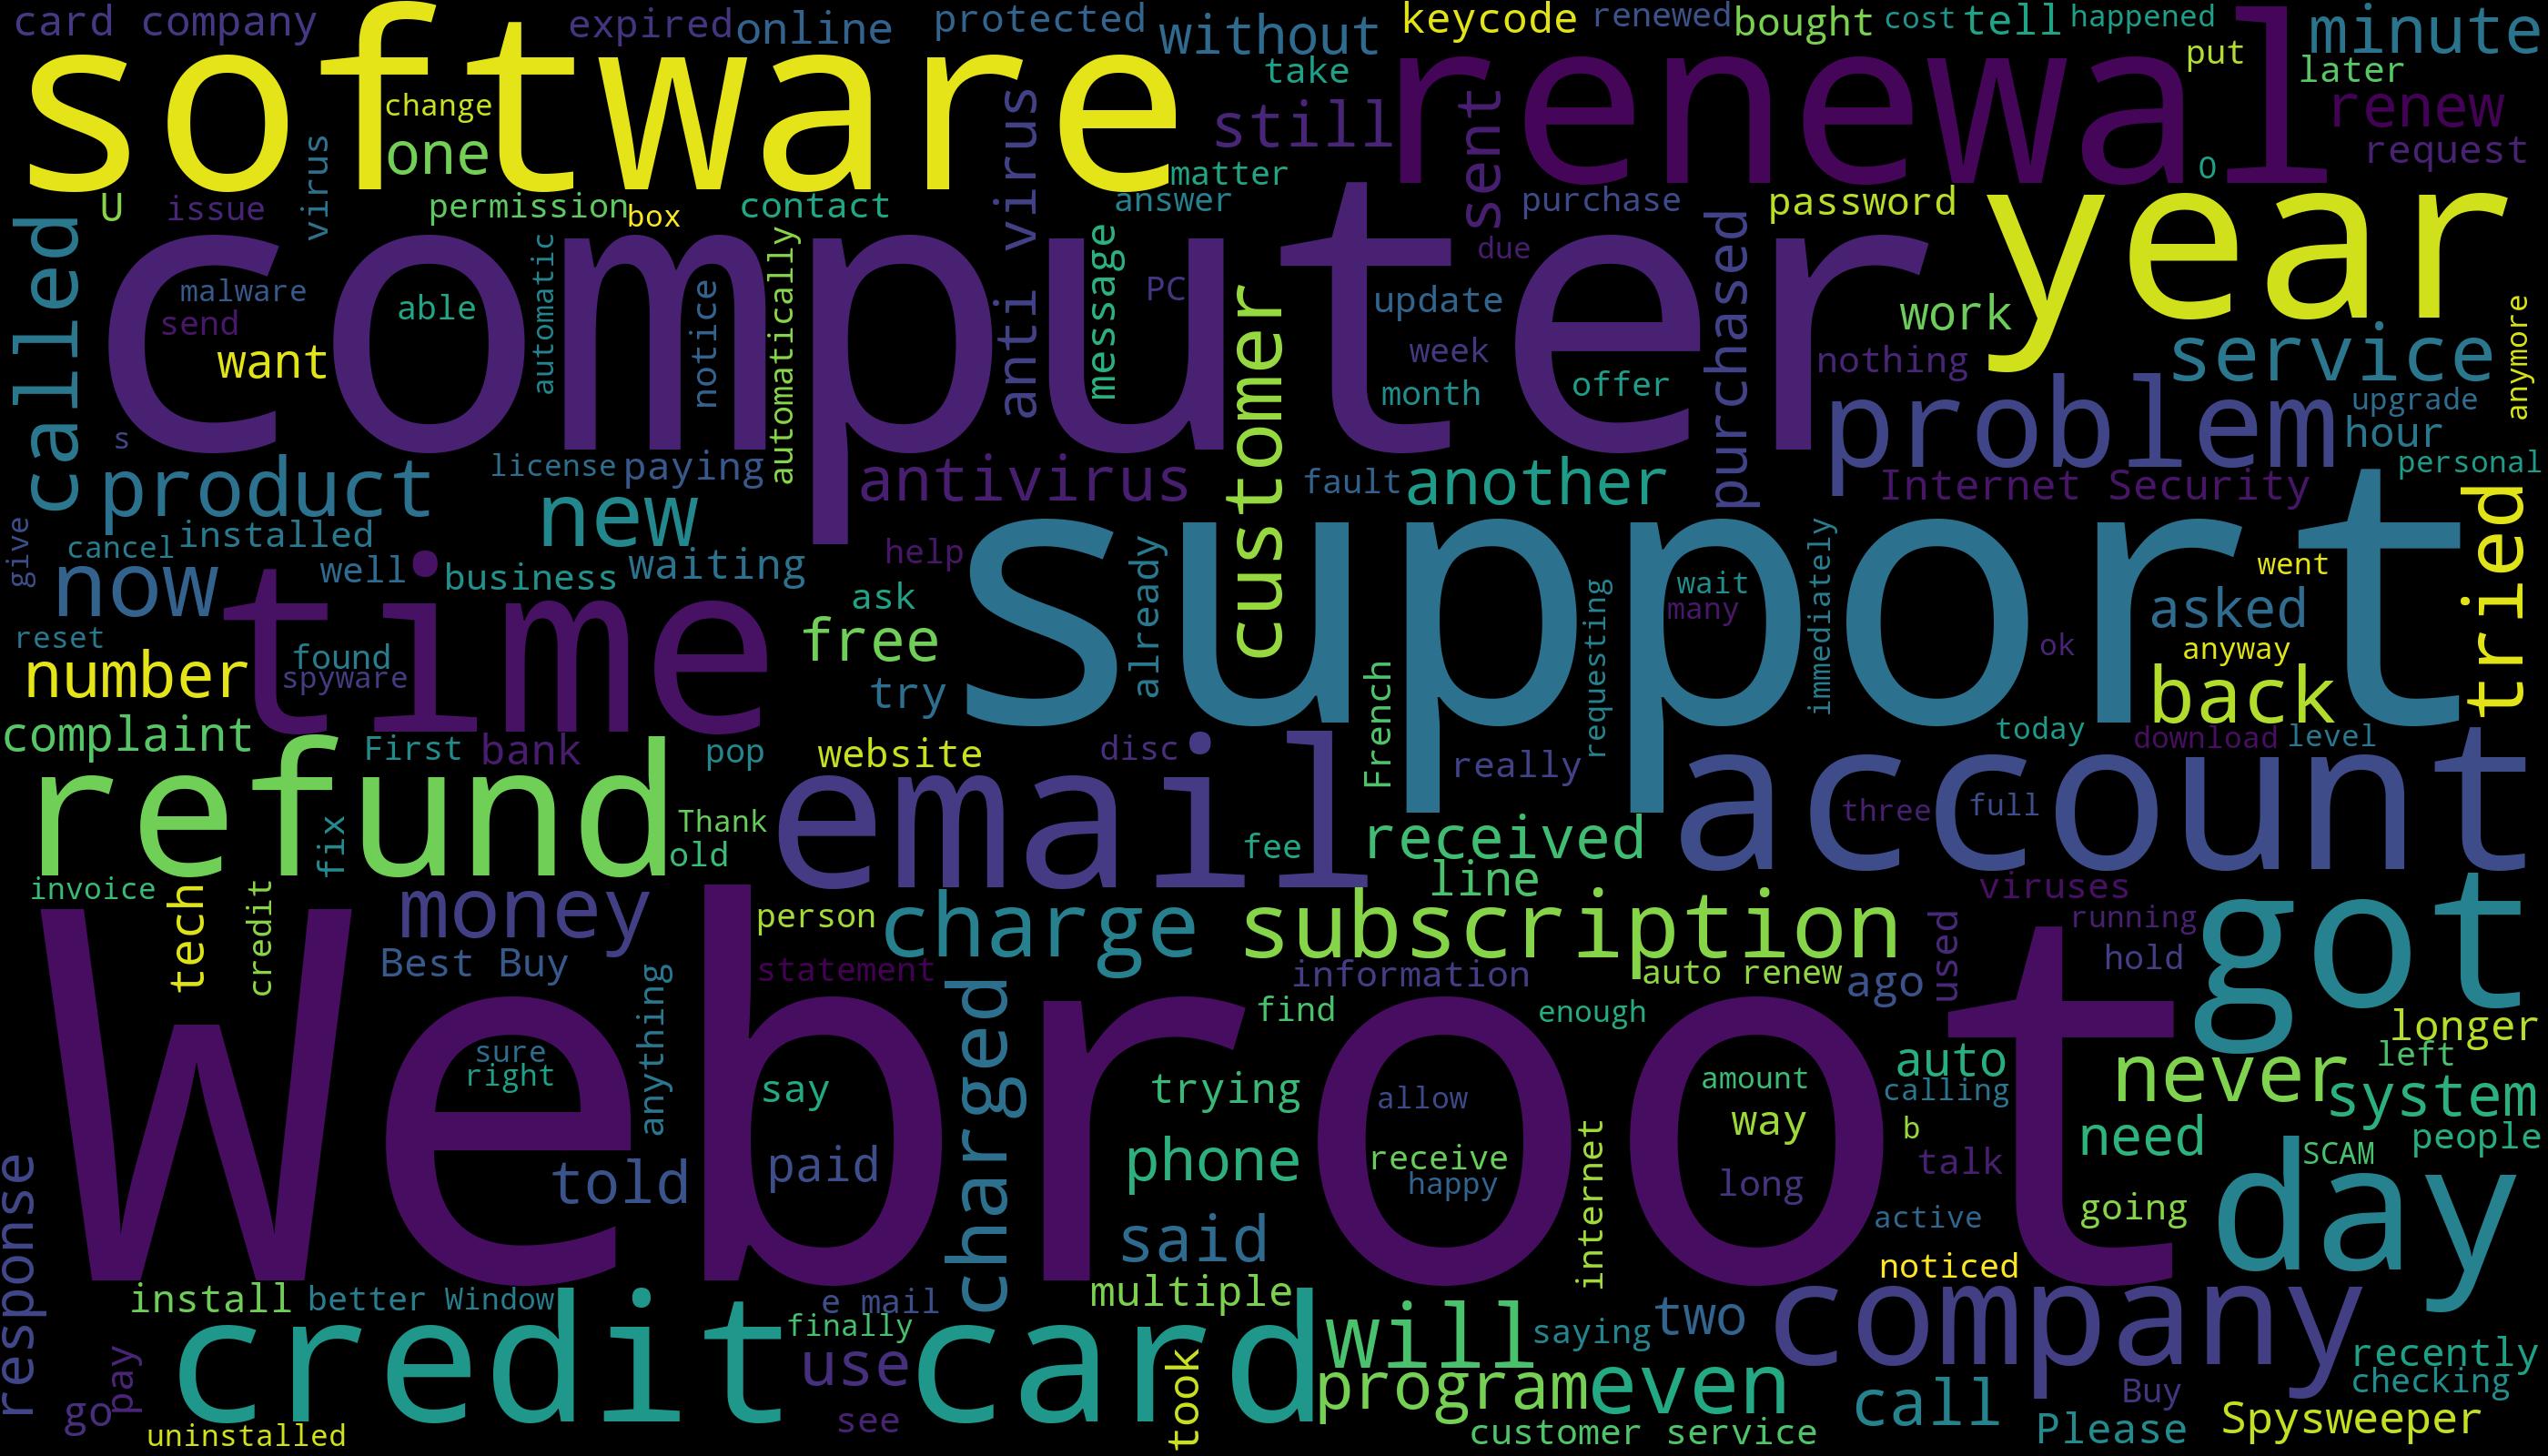 card company
expired
online
protected
without
keycode
renewed
bought
cost
tell
happened
minute
software
renewal
take
put
later
change
virus
one
still
sent
renew
request
matter
O
anti virus
U
issue
permission
box
contact
answer
purchase
password
year
called
computer
malware
send
want
able
automatic
notice
automatically
message
PC
due
update
week
month
customer
offer
purchased
work
nothing
service
anymore
s
product
license
paying
antivirus
fault
another
problem
upgrade
hour
personal
Internet Security
new
installed
give
cancel
now
well
business
waiting
help
ask
free
already
support
requesting
wait
many
immediately
went
asked
tried
ok
anyway
reset
time
number
found
spyware
try
French
back
complaint
First
bank
pop
website
disc
really
today
download
level
refund
email
account
three
full
fix
Thank
old
fee
received
line
invoice
tech
credit
money
person
charge
subscription
viruses
used
running
got
Best Buy
statement
information
auto renew
ago
hold
anything
charged
find
enough
longer
Webroot
sure
right
say
trying
allow
amount
auto
calling
never
left
system
way
b
need
people
told
paid
phone
receive
happy
internet
long
talk
SCAM
response
said
active
going
day
noticed
install
better
Window
e mail
multiple
company
credit card
finally
will
saying
two
use
took
program
even
recently
checking
pay
go
see
call
Buy
Please
Spysweeper
uninstalled
customer service